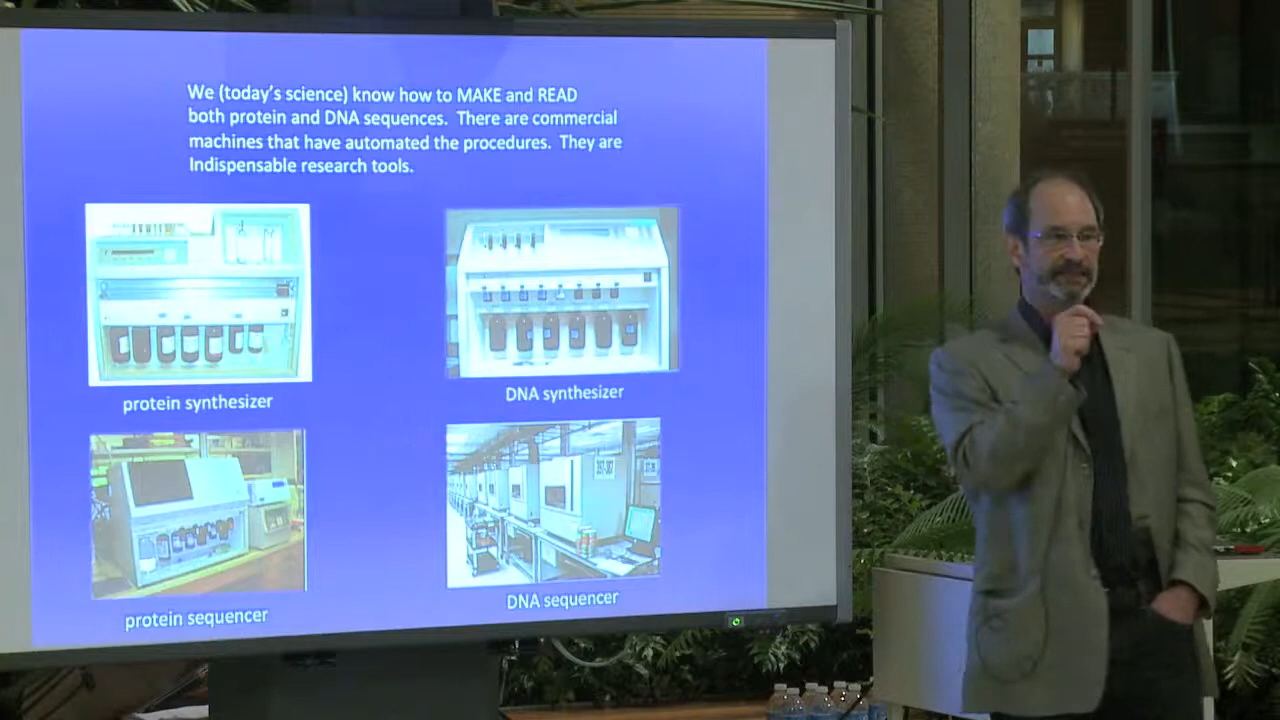 We (today's science) know how to MAKE and READ
both protein and DNA sequences.  There are commercial
machines that have automated the procedures.  They are
Indispensable research tools.
protein synthesizer
DNA synthesizer
protein sequencer
DNA sequencer